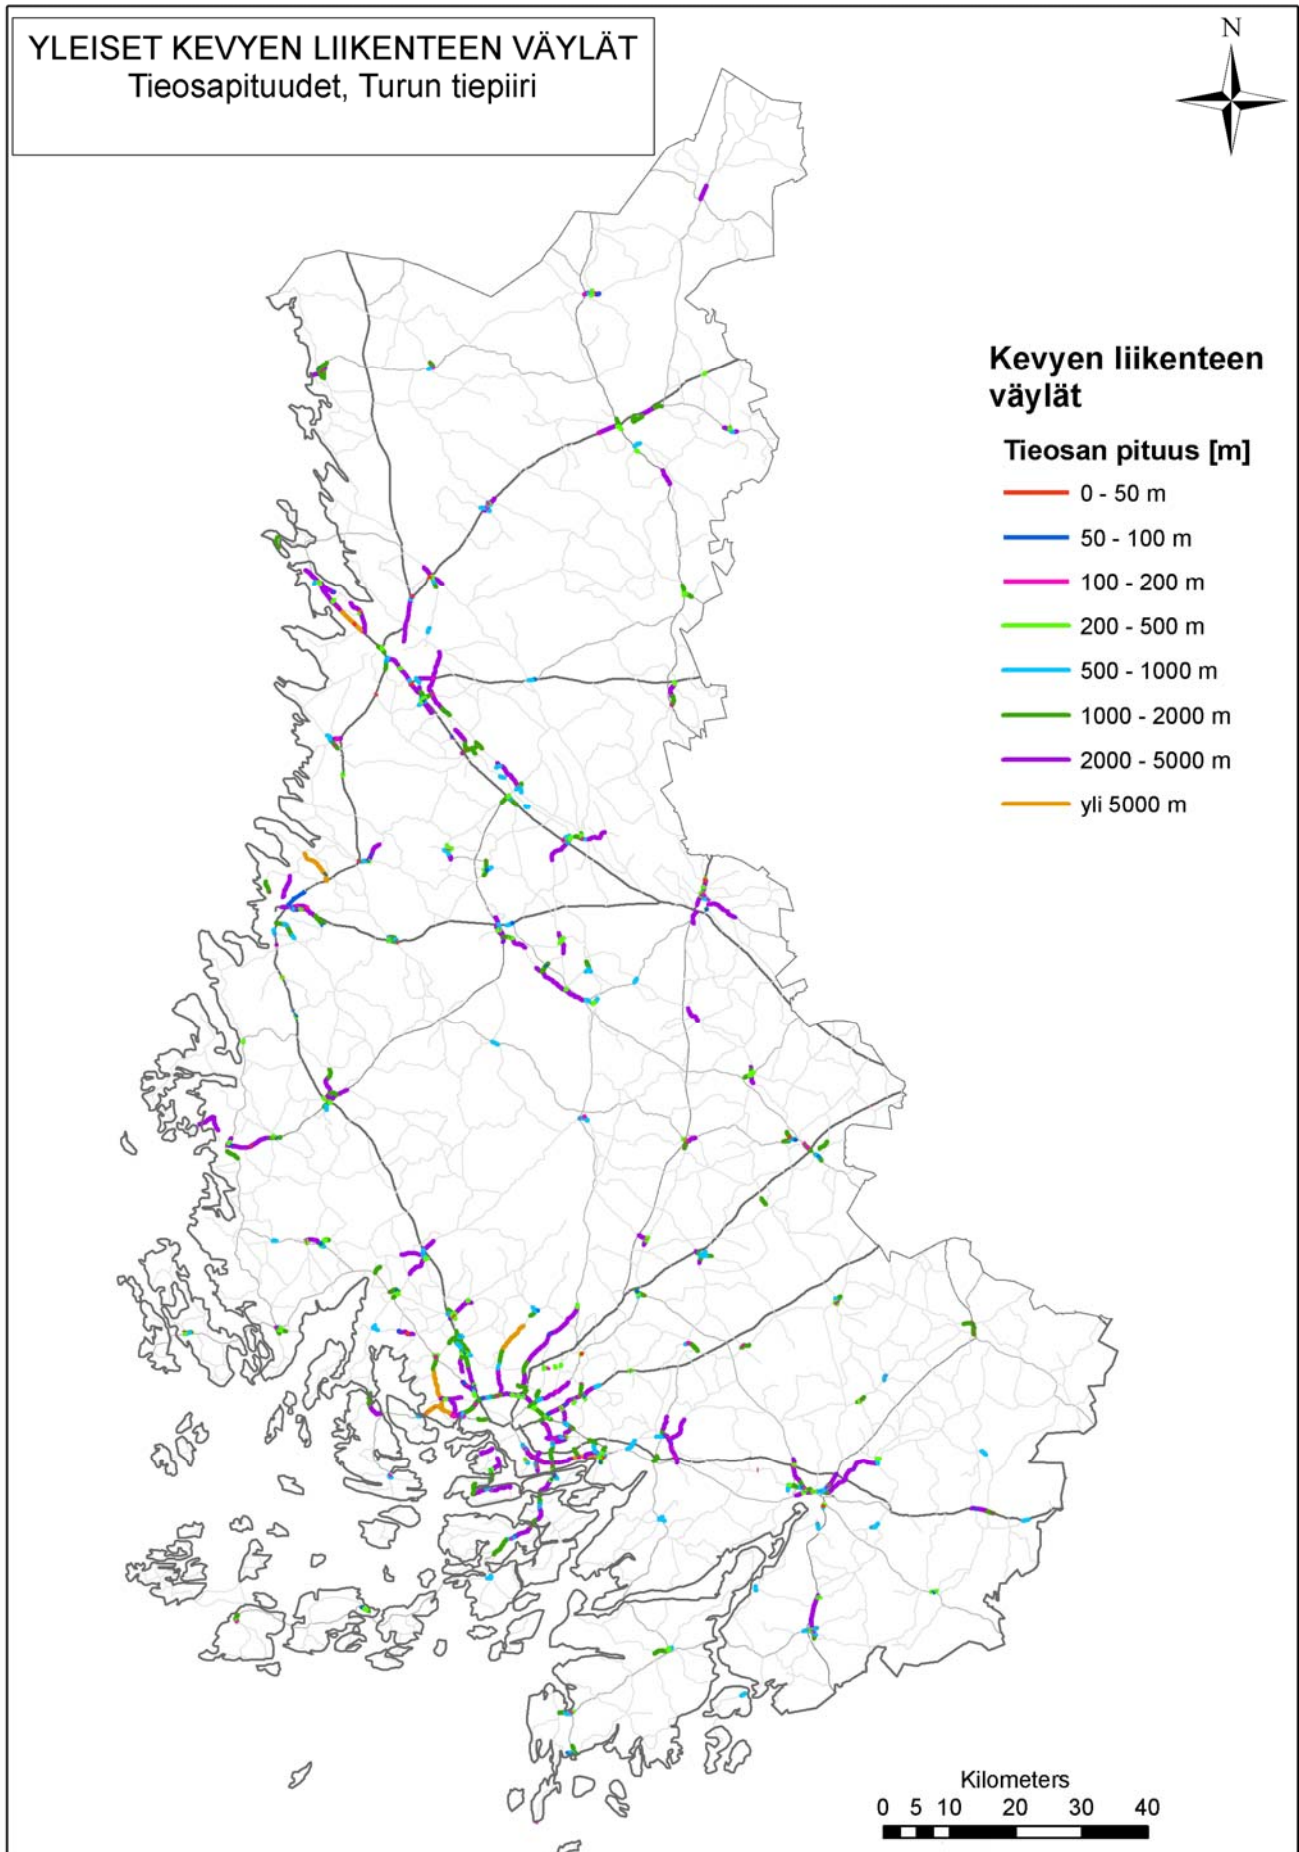 YLEISET KEVYEN LIIKENTEEN VÄYLÄT
Tieosapituudet, Turun tiepiiri
N
Kevyen liikenteen
väylät
Tieosan pituus [m]
0 - 50 m
50 - 100 m
100 - 200 m
200 - 500 m
500 - 1000 m
1000 - 2000 m
2000 - 5000 m
yli 5000 m
Kilometers
0 5 10 20 30 40